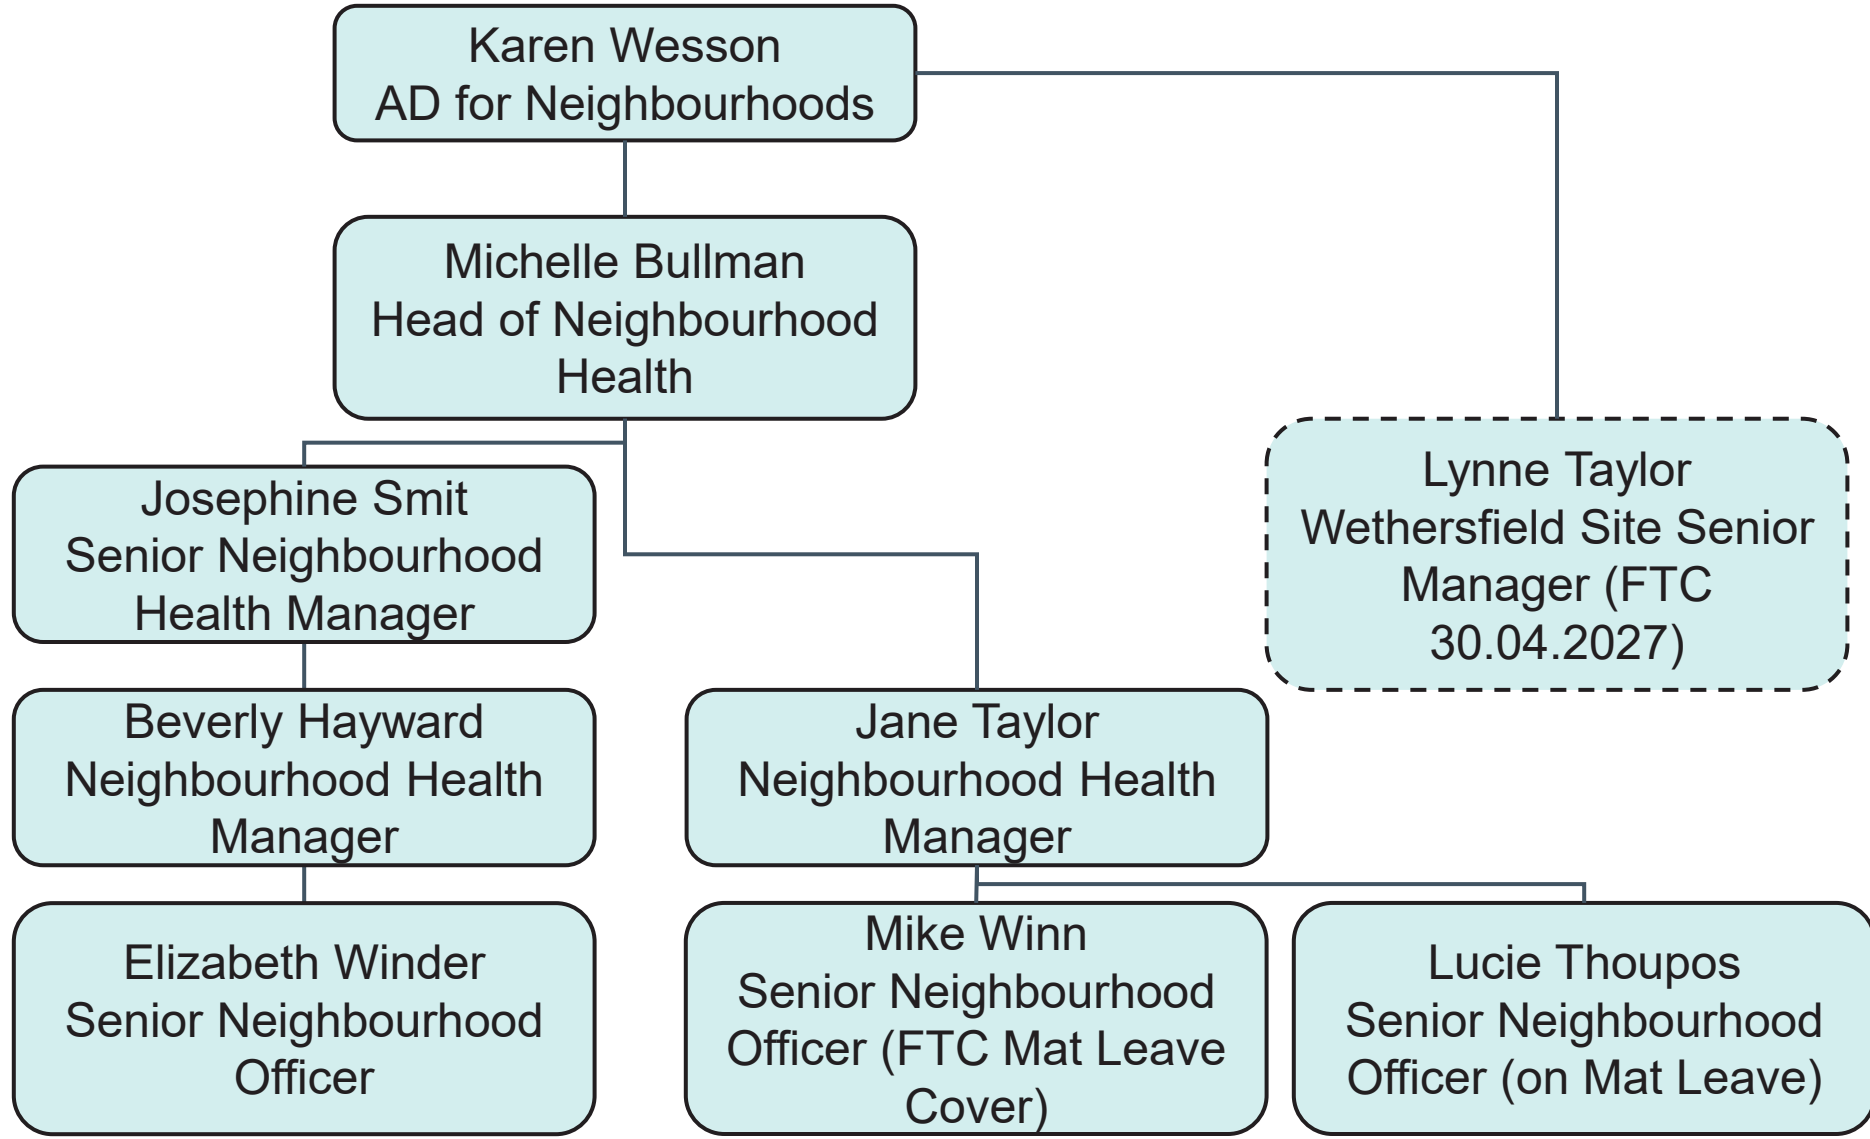 Karen Wesson
AD for Neighbourhoods
Michelle Bullman
Head of Neighbourhood
Health
Josephine Smit
Senior Neighbourhood
Health Manager
Lynne Taylor
Wethersfield Site Senior
Manager (FTC
30.04.2027)
Beverly Hayward
Neighbourhood Health
Manager
Jane Taylor
Neighbourhood Health
Manager
Elizabeth Winder
Senior Neighbourhood
Officer
Mike Winn
Senior Neighbourhood
Officer (FTC Mat Leave
Cover)
Lucie Thoupos
Senior Neighbourhood
Officer (on Mat Leave)